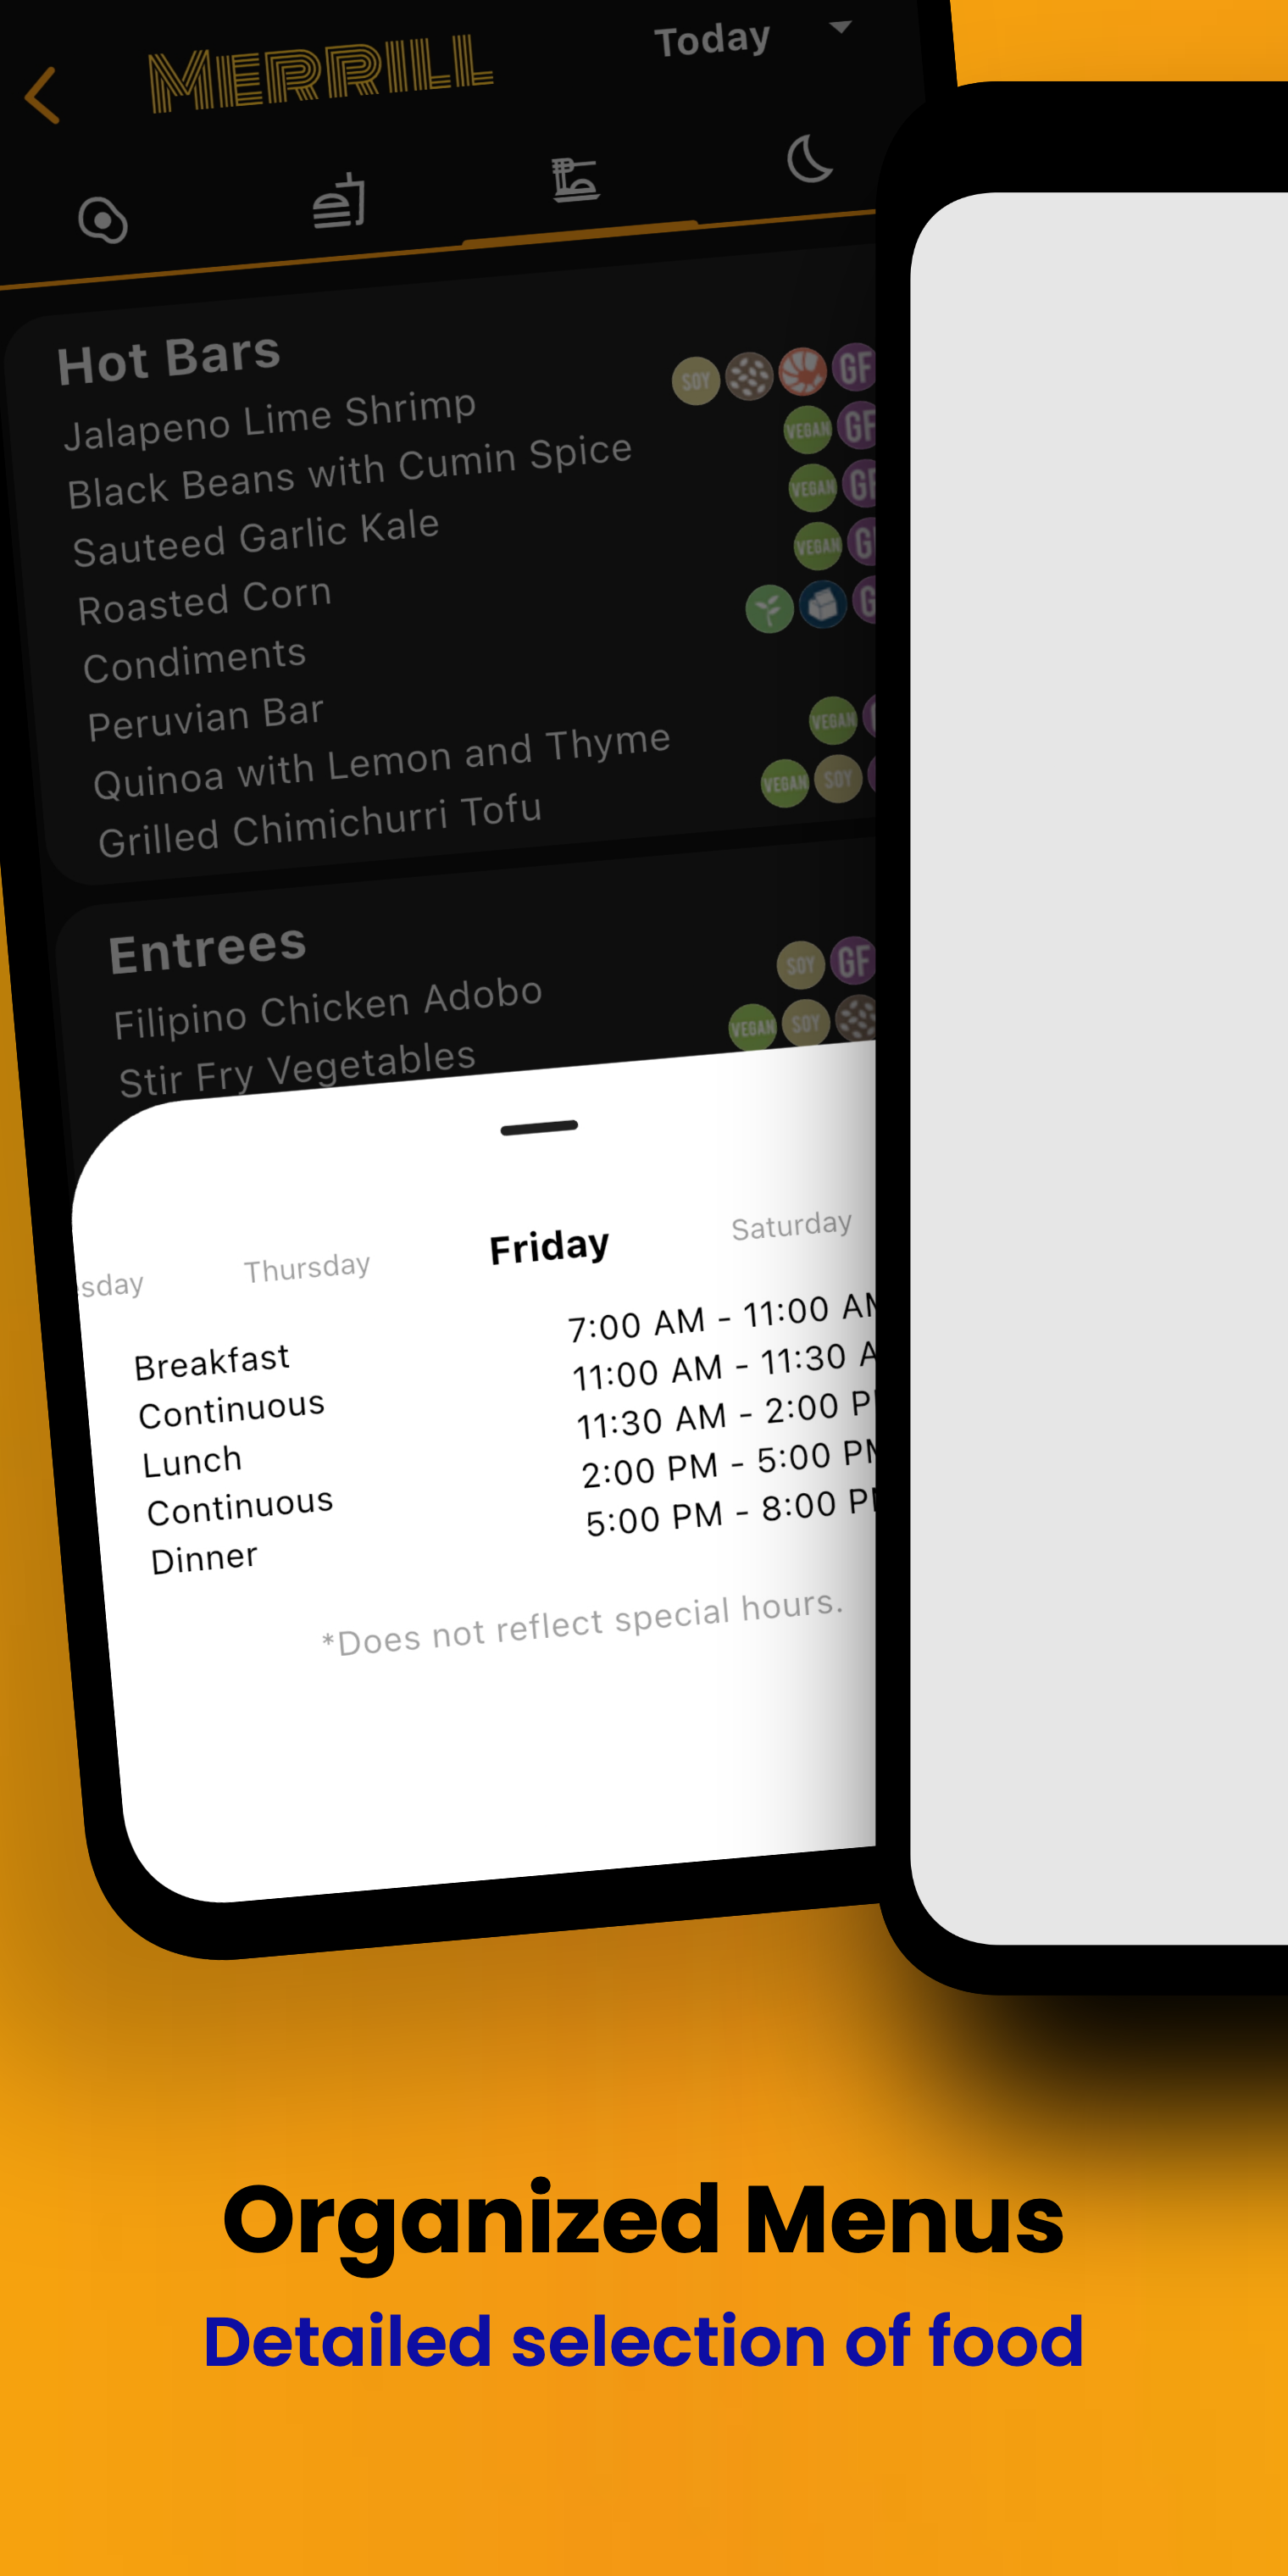 MERRILL
Today
Hot Bars
Jalapeno Lime Shrimp SOY GF
Black Beans with Cumin Spice VEGAN GF
Sauteed Garlic Kale VEGAN
Roasted Corn VEGAN
Condiments
Peruvian Bar
Quinoa with Lemon and Thyme VEGAN
Grilled Chimichurri Tofu VEGAN SOY
Entrees
Filipino Chicken Adobo SOY GF
Stir Fry Vegetables VEGAN SOY
sday Thursday Friday Saturday
Breakfast 7:00 AM - 11:00 AM
Continuous 11:00 AM - 11:30 A
Lunch 11:30 AM - 2:00 P
Continuous 2:00 PM - 5:00 PM
Dinner 5:00 PM - 8:00 P
*Does not reflect special hours.
Organized Menus
Detailed selection of food